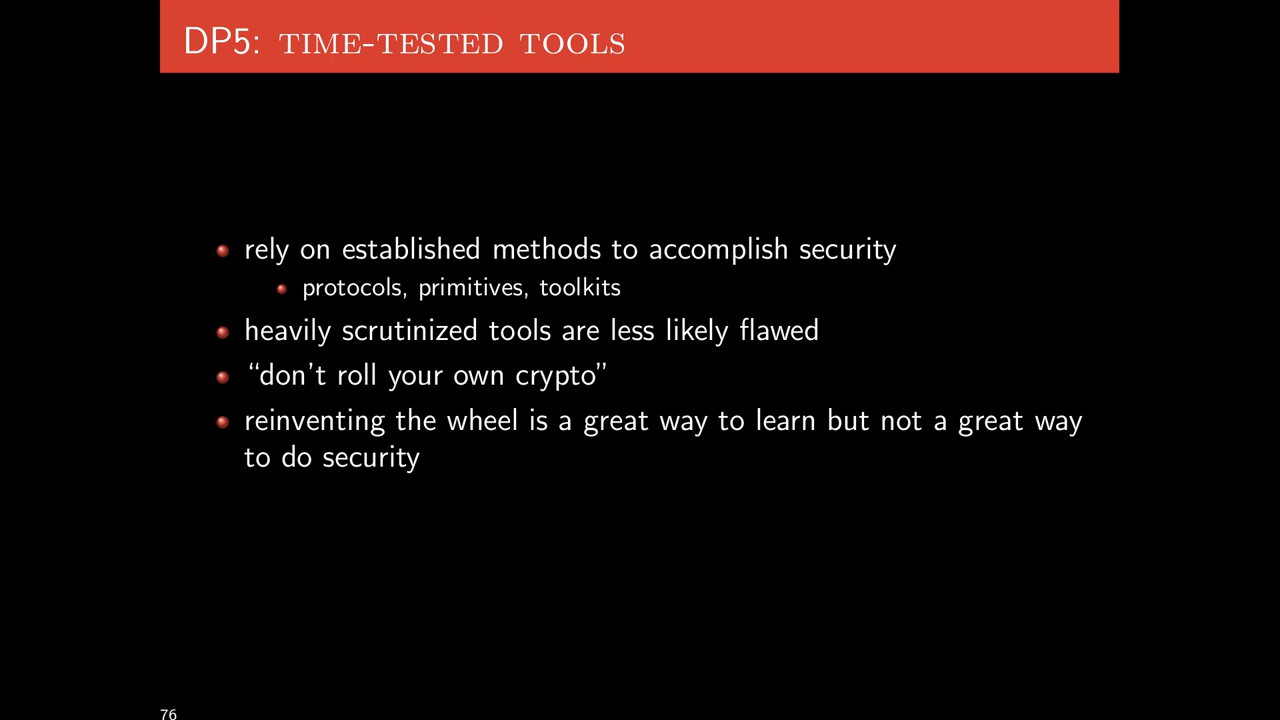 DP5: TIME-TESTED TOOLS
rely on established methods to accomplish security
protocols, primitives, toolkits
heavily scrutinized tools are less likely flawed
“don’t roll your own crypto”
reinventing the wheel is a great way to learn but not a great way
to do security
76